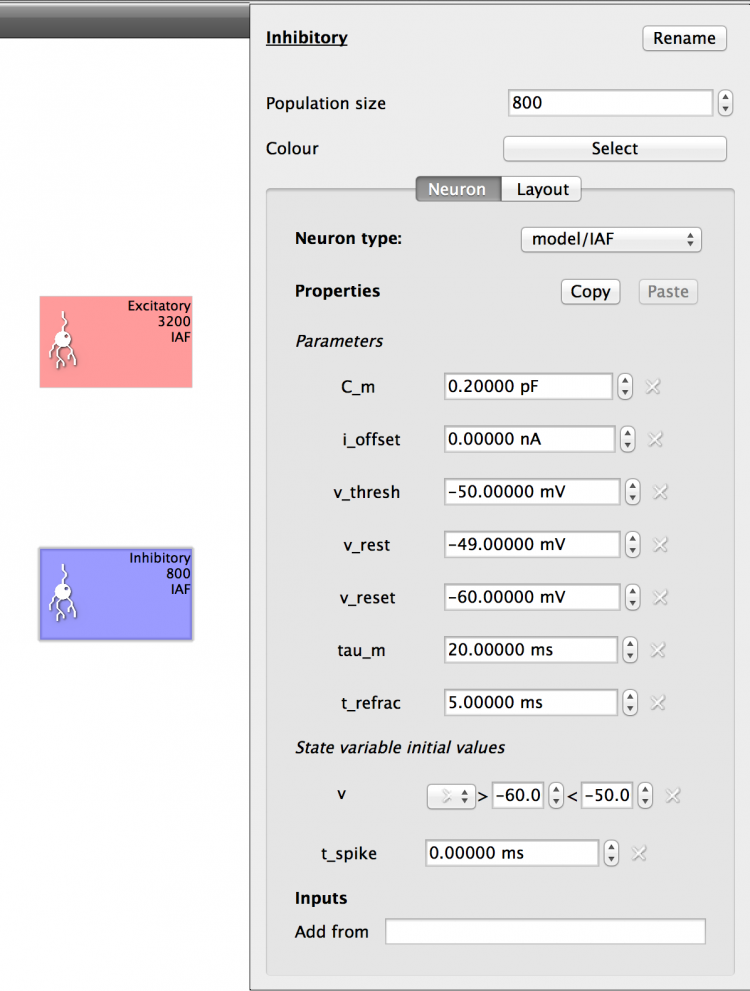 Excitatory
3200
IAF
Inhibitory
800
IAF
Inhibitory Rename
Population size 800
Colour Select
Neuron Layout
Neuron type: model/IAF
Properties Copy Paste
Parameters
C_m 0.20000 pF
i_offset 0.00000 nA
v_thresh -50.00000 mV
v_rest -49.00000 mV
v_reset -60.00000 mV
tau_m 20.00000 ms
t_refrac 5.00000 ms
State variable initial values
v > -60.0 < -50.0
t_spike 0.00000 ms
Inputs
Add from